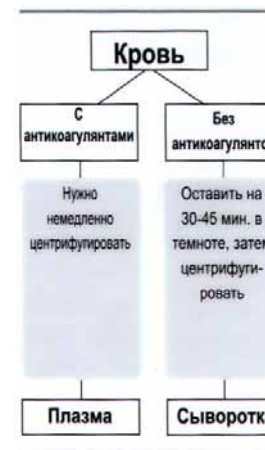 Кровь
С
антикоагулянтами
Без
антикоагулянто
Нужно
немедленно
центрифугировать
Оставить на
30-45 мин. в
темноте, затем
центрифуги-
ровать
Плазма
Сыворотк